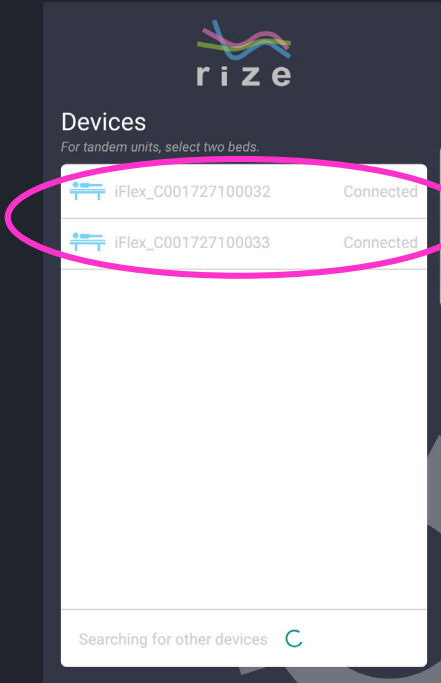 rize
Devices
For tandem units, select two beds.
iFlex_C001727100032 Connected
iFlex_C001727100033 Connected
Searching for other devices